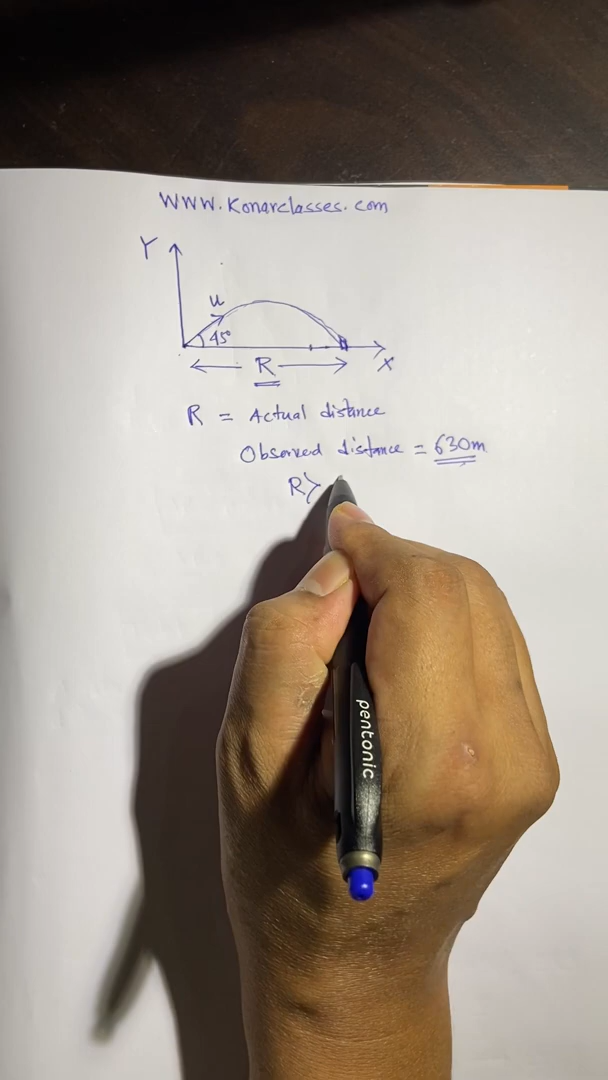 WWW.Konarclasses.com
Y
u
45°
R
X
R = Actual distance
Observed distance = 630m
R>
pentonic